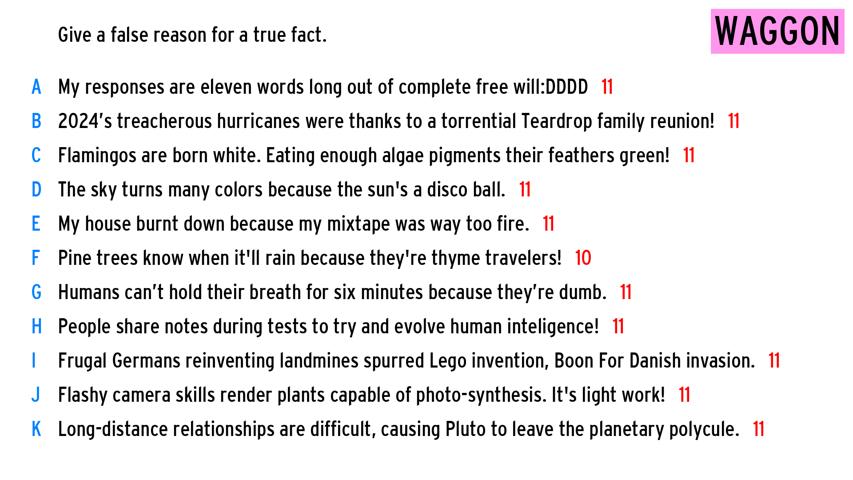 Give a false reason for a true fact.
WAGGON
A My responses are eleven words long out of complete free will:DDDD 11
B 2024’s treacherous hurricanes were thanks to a torrential Teardrop family reunion! 11
C Flamingos are born white. Eating enough algae pigments their feathers green! 11
D The sky turns many colors because the sun's a disco ball. 11
E My house burnt down because my mixtape was way too fire. 11
F Pine trees know when it'll rain because they're thyme travelers! 10
G Humans can’t hold their breath for six minutes because they’re dumb. 11
H People share notes during tests to try and evolve human inteligence! 11
I Frugal Germans reinventing landmines spurred Lego invention, Boon For Danish invasion. 11
J Flashy camera skills render plants capable of photo-synthesis. It's light work! 11
K Long-distance relationships are difficult, causing Pluto to leave the planetary polycule. 11